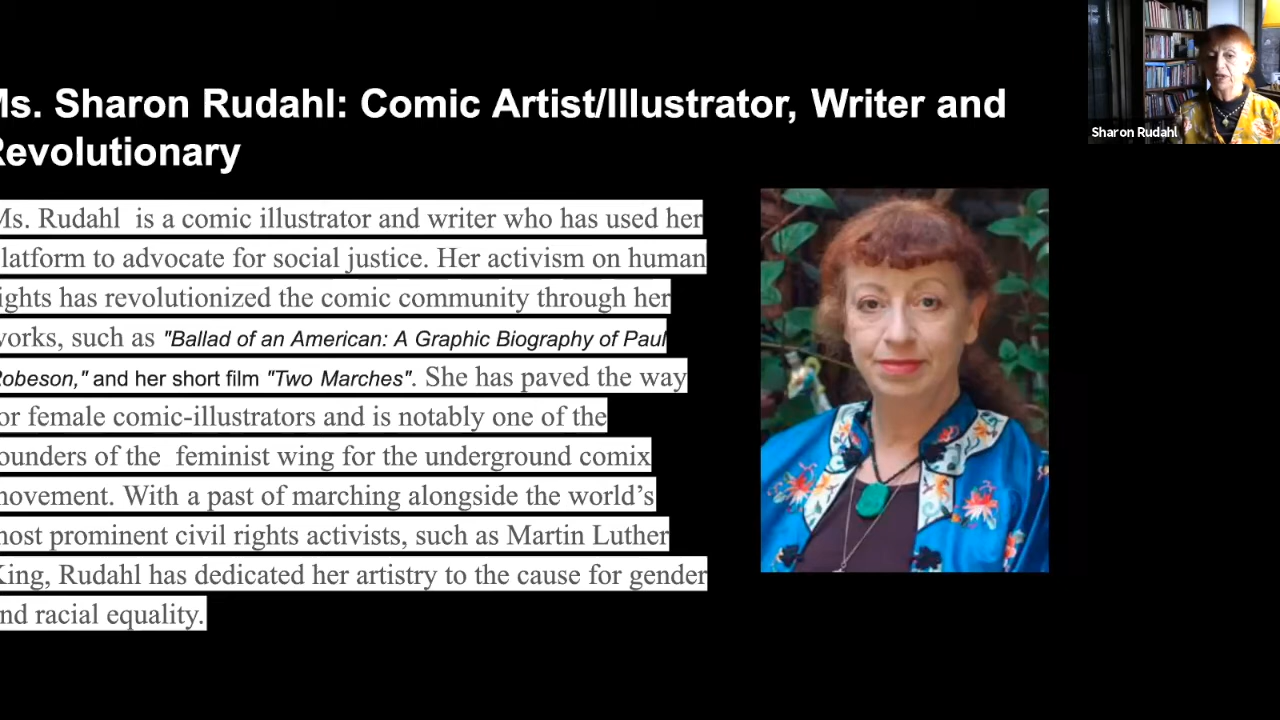 Ms. Sharon Rudahl: Comic Artist/Illustrator, Writer and
Revolutionary
Sharon Rudahl
Ms. Rudahl is a comic illustrator and writer who has used her
latform to advocate for social justice. Her activism on human
ights has revolutionized the comic community through her
vorks, such as "Ballad of an American: A Graphic Biography of Paul
Robeson," and her short film "Two Marches". She has paved the way
or female comic-illustrators and is notably one of the
ounders of the feminist wing for the underground comix
novement. With a past of marching alongside the world's
nost prominent civil rights activists, such as Martin Luther
King, Rudahl has dedicated her artistry to the cause for gender
nd racial equality.